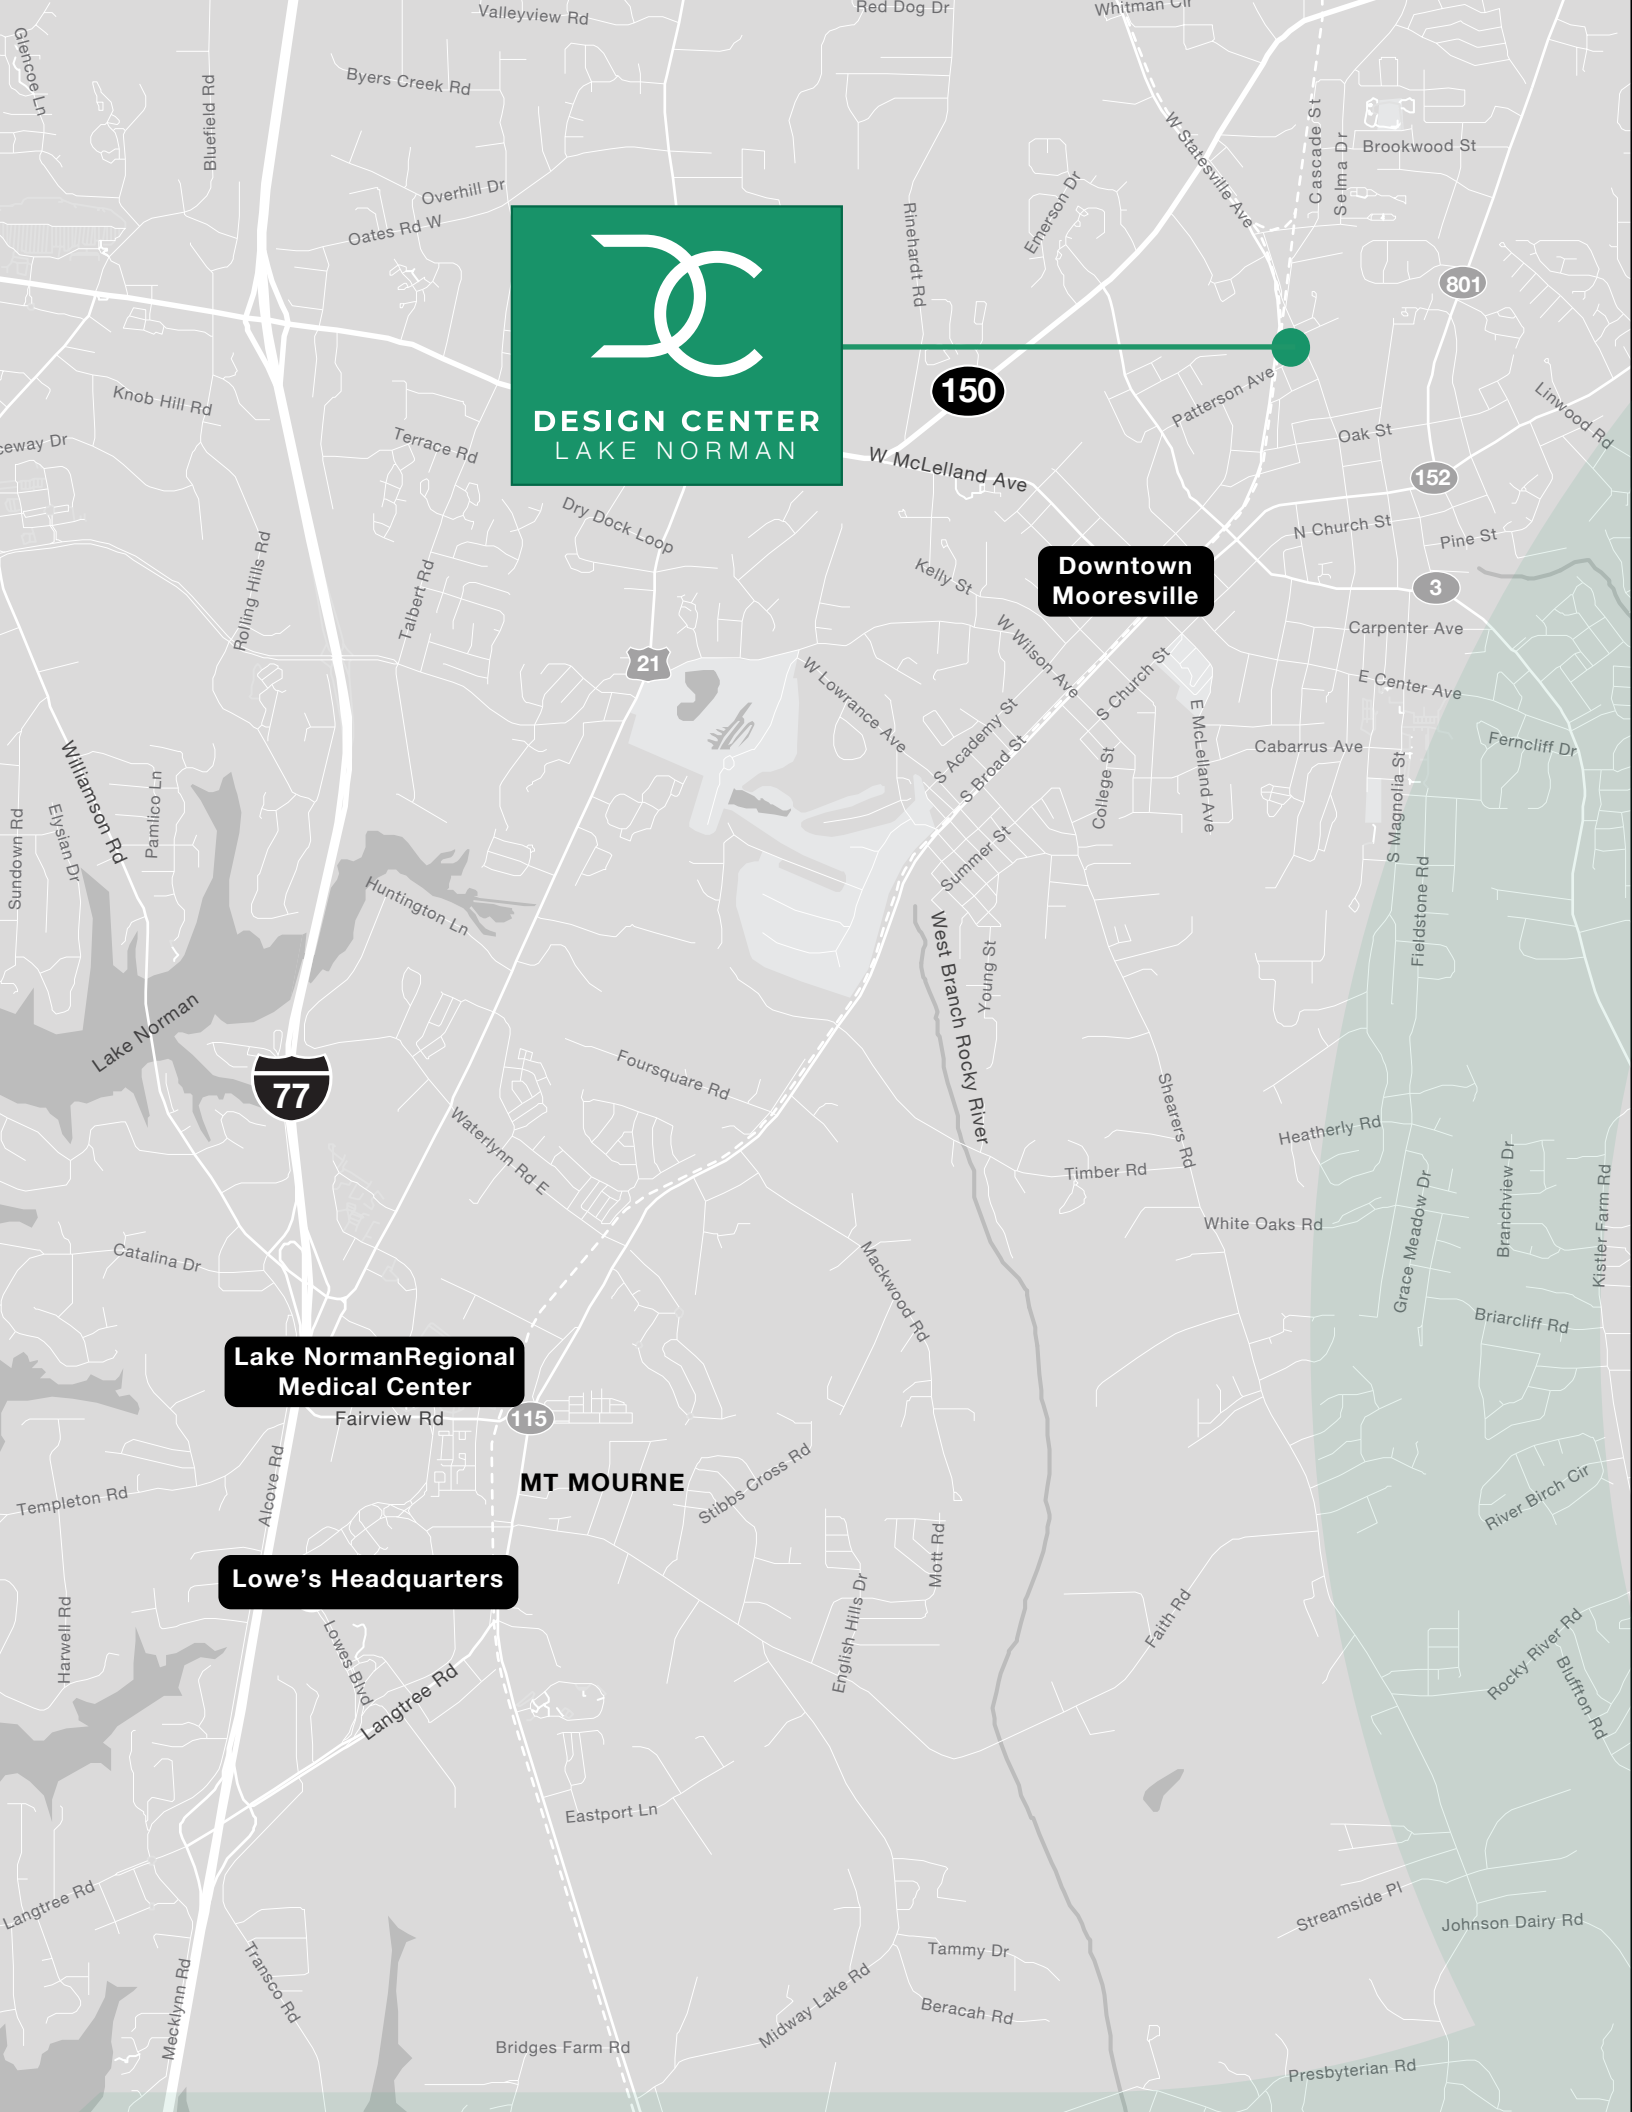 Valleyview Rd
Red Dog Dr
Whitman Cir
Glencoe Ln
Byers Creek Rd
Bluefield Rd
W Statesville Ave
Cascade St
Selma Dr
Brookwood St
Overhill Dr
Oates Rd W
Rinehardt Rd
Emerson Dr
801
DESIGN CENTER
LAKE NORMAN
150
Patterson Ave
Knob Hill Rd
Linwood Rd
ceway Dr
Terrace Rd
Oak St
W McLelland Ave
152
Dry Dock Loop
N Church St
Pine St
Rolling Hills Rd
Talbert Rd
Kelly St
Downtown
Mooresville
3
Carpenter Ave
21
W Wilson Ave
S Church St
W Lowrance Ave
E Center Ave
S Academy St
S Broad St
E McLelland Ave
Cabarrus Ave
Ferncliff Dr
Williamson Rd
Pamlico Ln
Elysian Dr
Sundown Rd
College St
S Magnolia St
Summer St
Huntington Ln
Fieldstone Rd
West Branch Rocky River
Young St
Lake Norman
77
Foursquare Rd
Waterlynn Rd E
Shearers Rd
Heatherly Rd
Timber Rd
Grace Meadow Dr
Branchview Dr
Kistler Farm Rd
White Oaks Rd
Catalina Dr
Mackwood Rd
Briarcliff Rd
Lake NormanRegional
Medical Center
Fairview Rd
115
Alcove Rd
MT MOURNE
Stibbs Cross Rd
Templeton Rd
River Birch Cir
Mott Rd
Lowe’s Headquarters
English Hills Dr
Faith Rd
Harwell Rd
Lowes Blvd
Langtree Rd
Rocky River Rd
Bluffton Rd
Eastport Ln
Langtree Rd
Streamside Pl
Johnson Dairy Rd
Transco Rd
Mecklynn Rd
Tammy Dr
Midway Lake Rd
Beracah Rd
Bridges Farm Rd
Presbyterian Rd